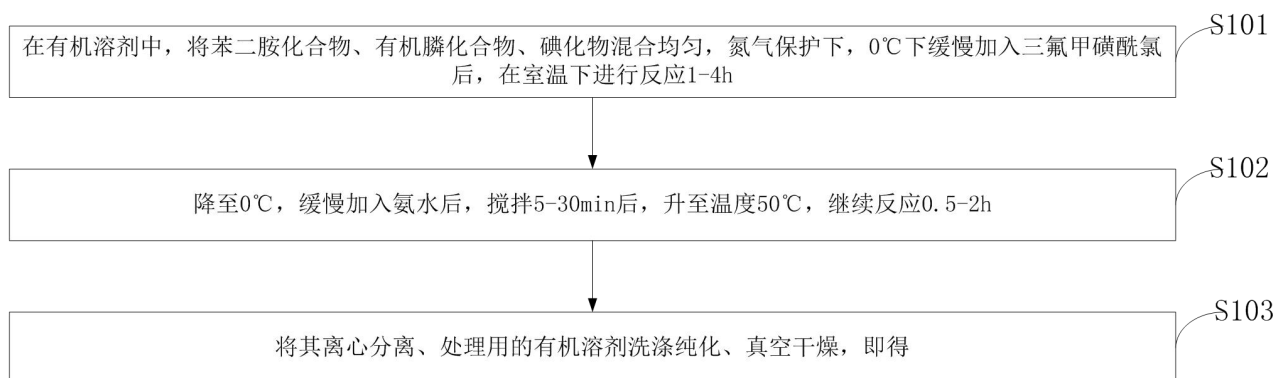 S101
在有机溶剂中，将苯二胺化合物、有机膦化合物、碘化物混合均匀，氮气保护下，0℃下缓慢加入三氟甲磺酰氯
后，在室温下进行反应1-4h
S102
降至0℃，缓慢加入氨水后，搅拌5-30min后，升至温度50℃，继续反应0.5-2h
S103
将其离心分离、处理用的有机溶剂洗涤纯化、真空干燥，即得